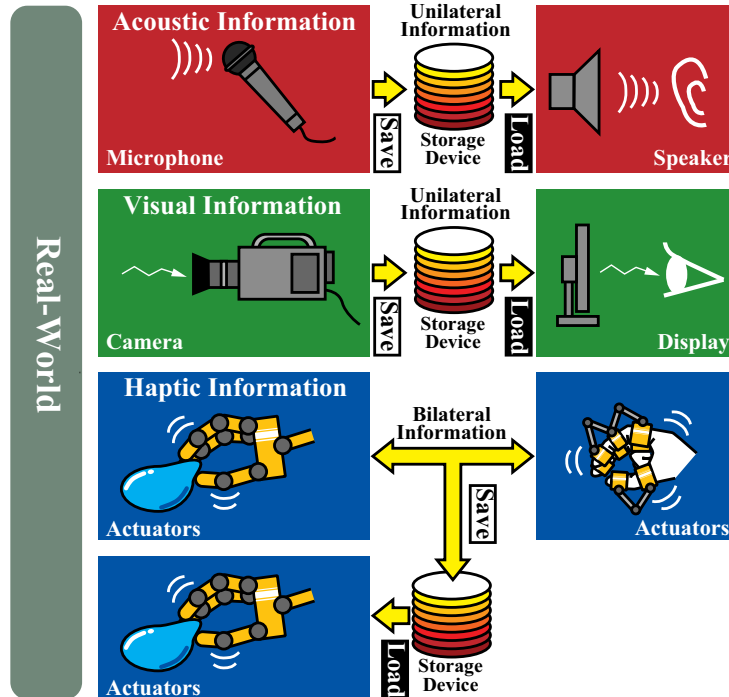 Real-World
Acoustic Information
Microphone
Unilateral
Information
Save
Storage
Device
Load
Speaker
Visual Information
Camera
Unilateral
Information
Save
Storage
Device
Load
Display
Haptic Information
Actuators
Bilateral
Information
Save
Actuators
Actuators
Load
Storage
Device